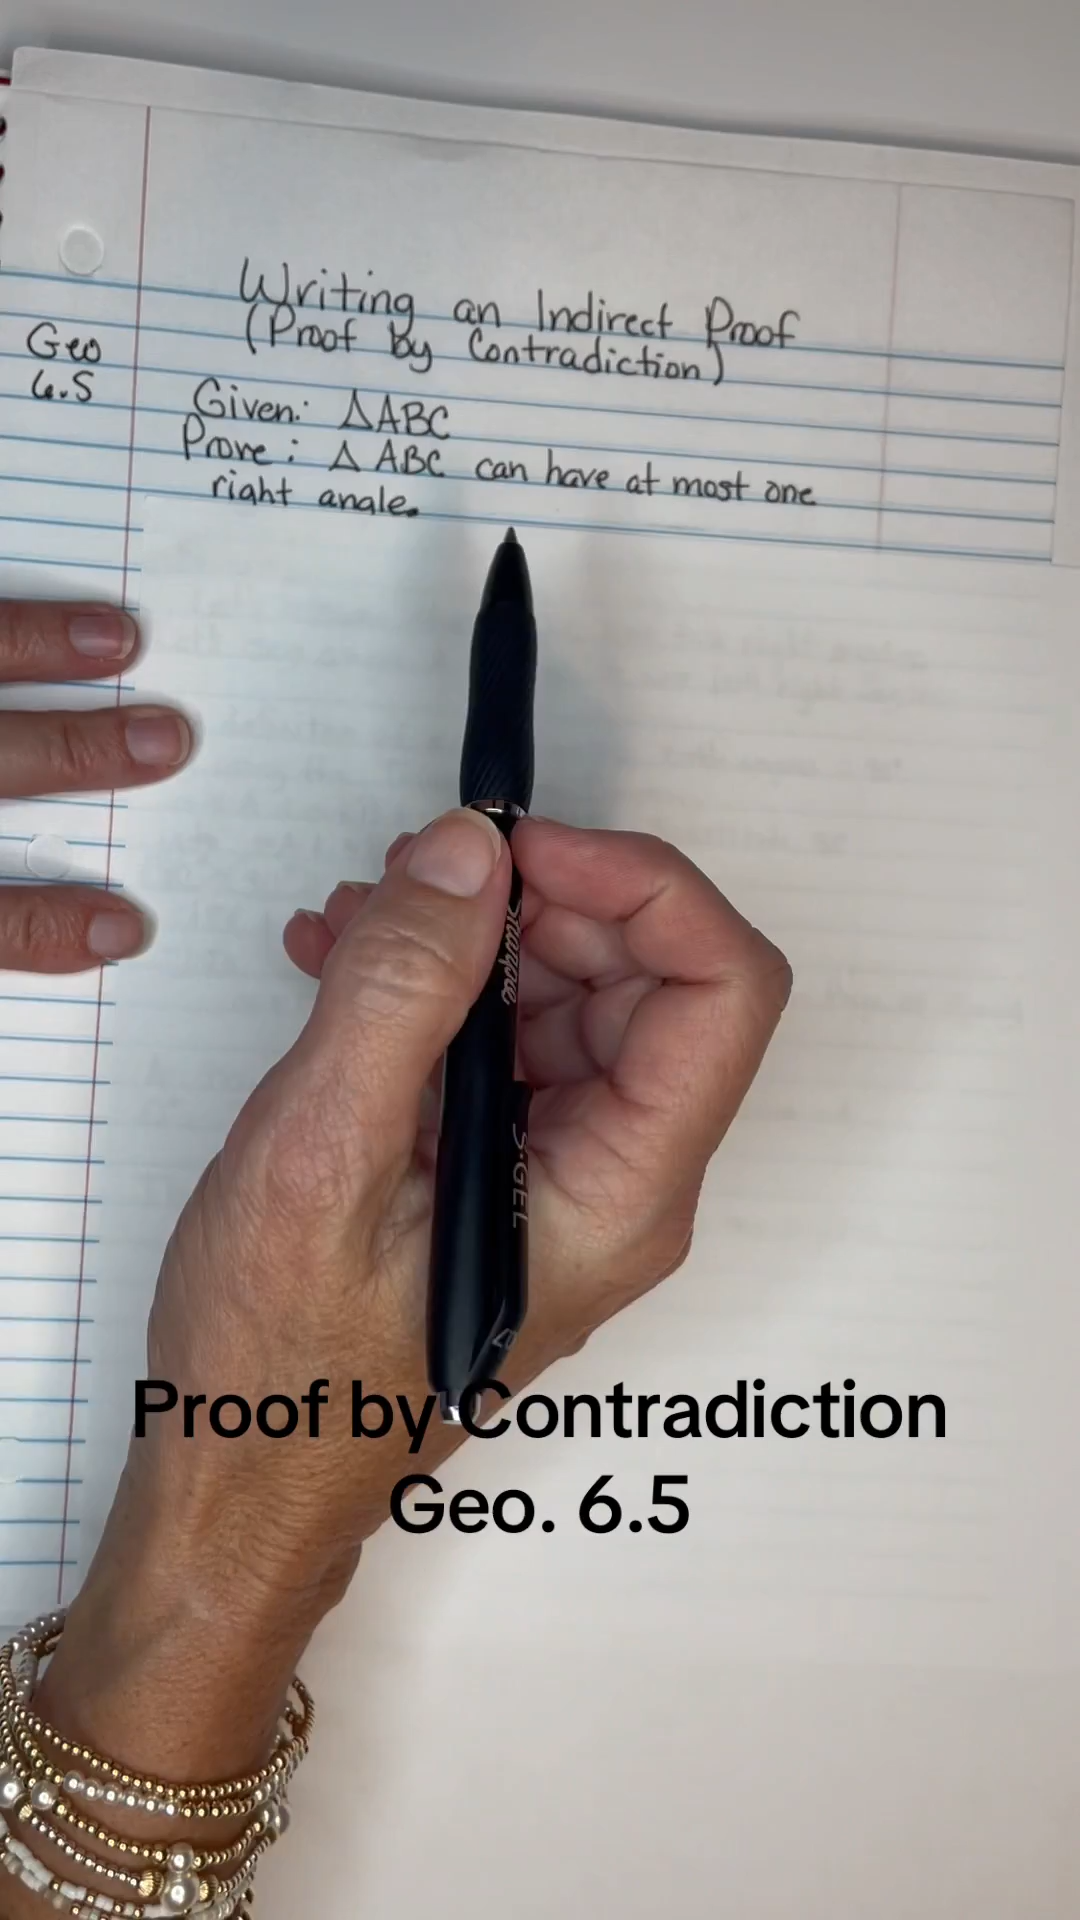 Writing an Indirect Proof
(Proof by Contradiction)
Geo
6.5
Given: △ABC
Prove: △ABC can have at most one
right angle.
Sharpie
S·GEL
Proof by Contradiction
Geo. 6.5